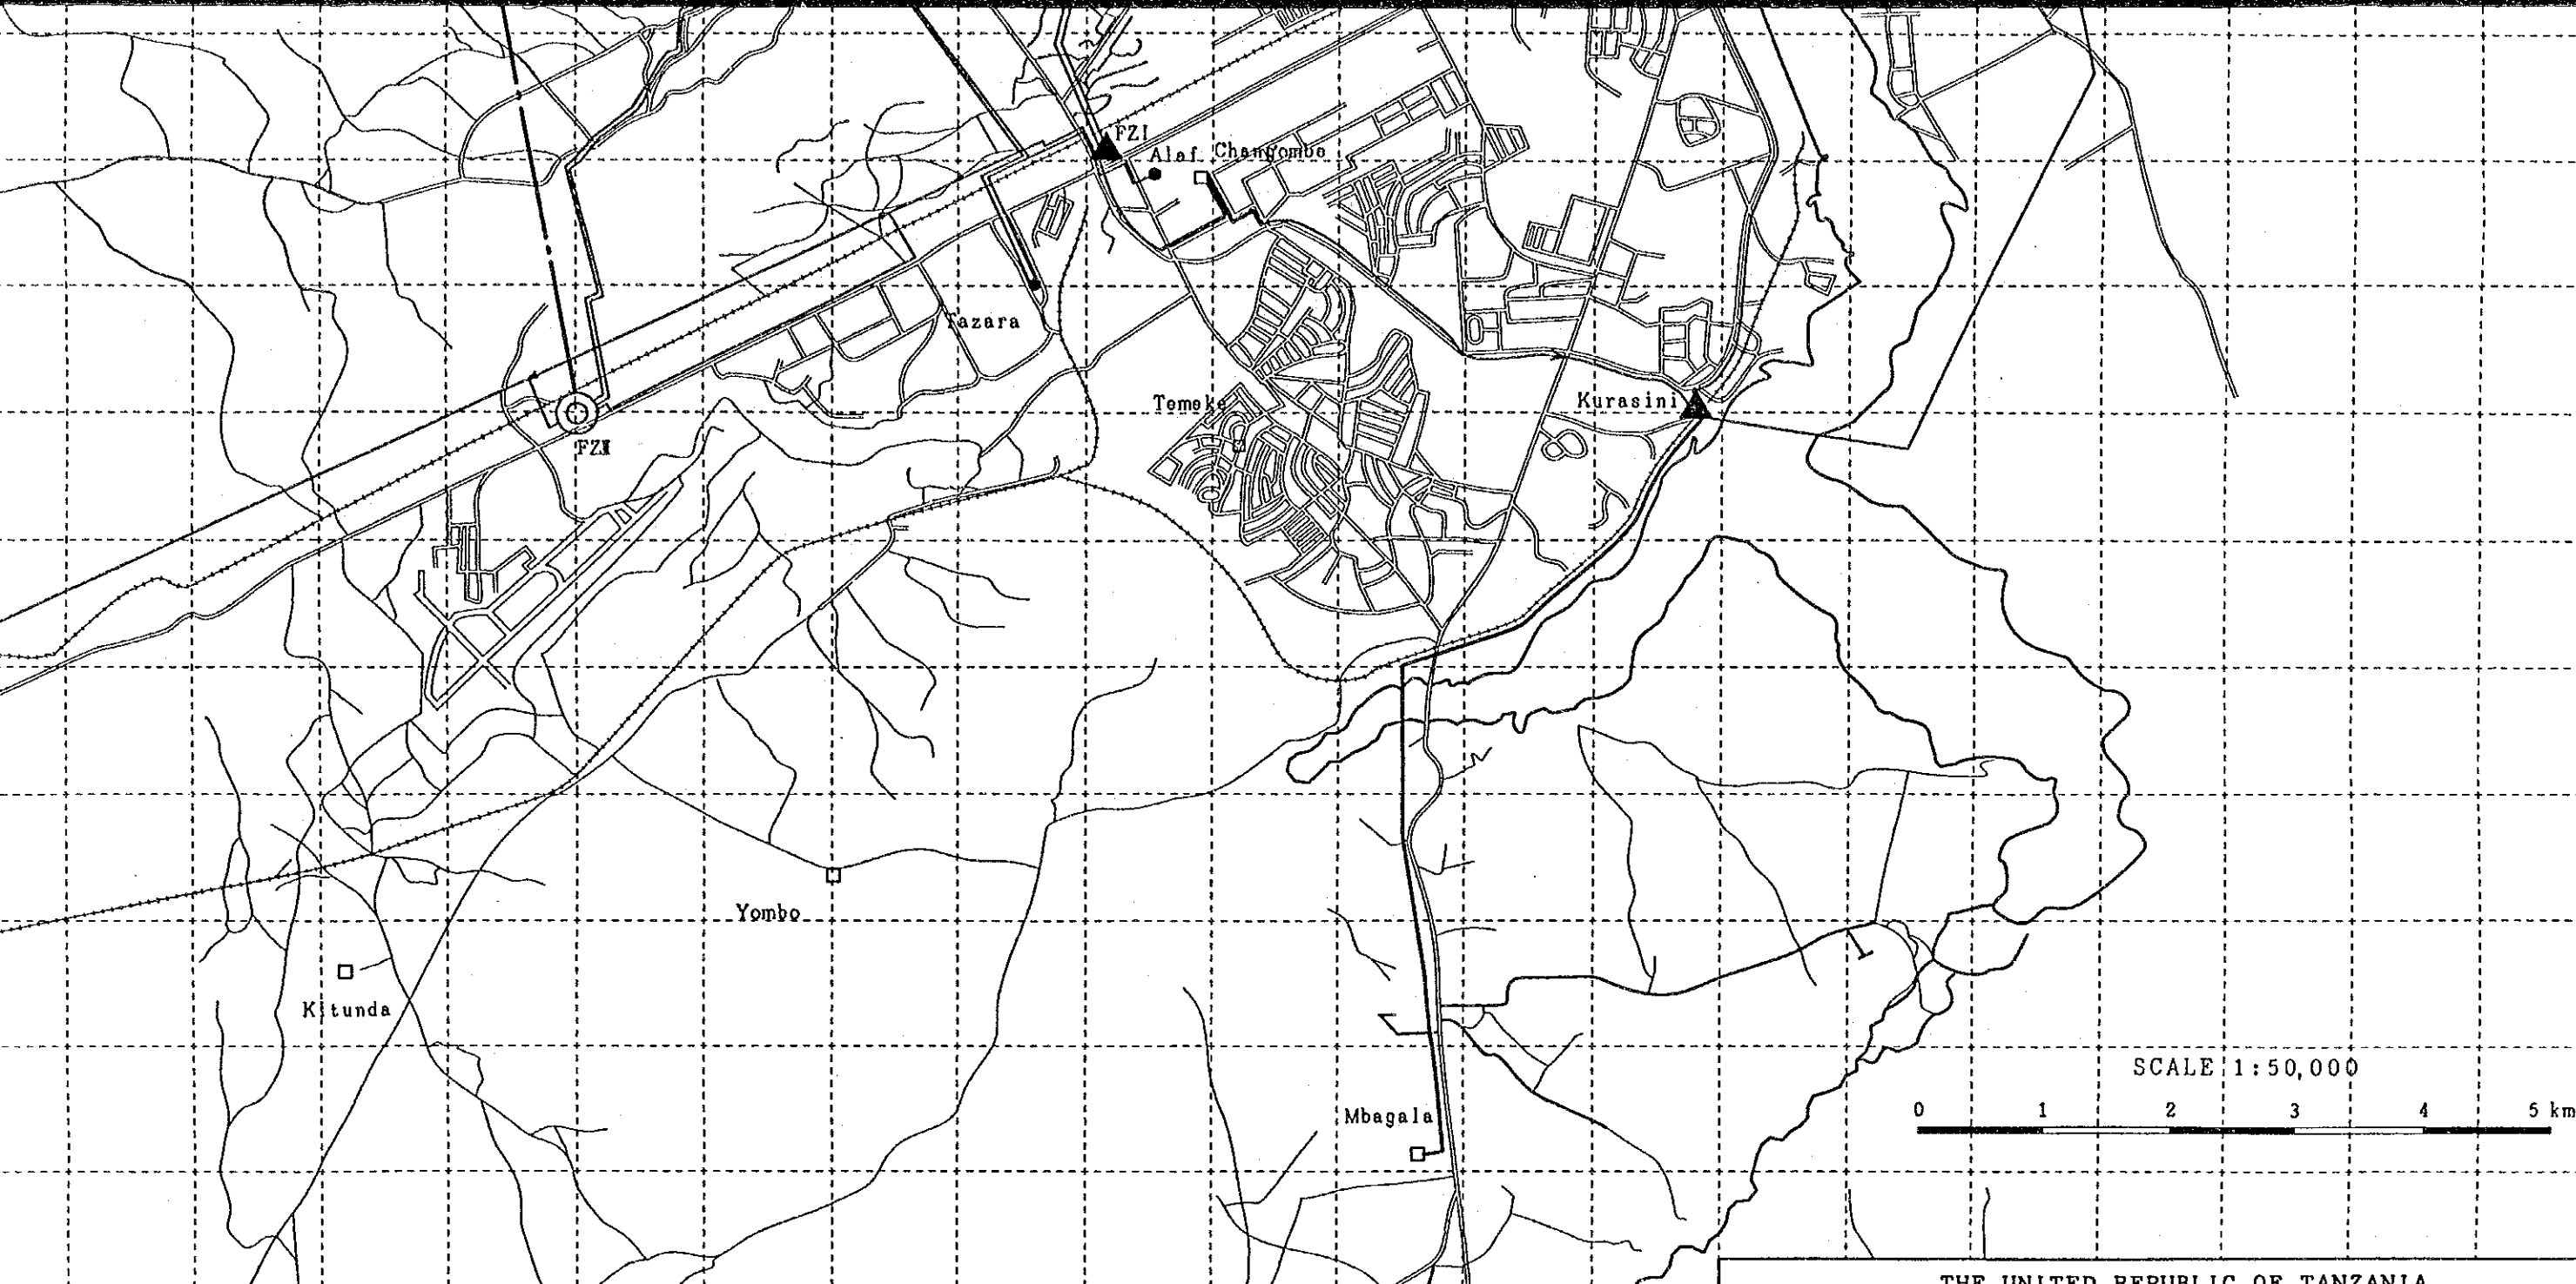 FZI
Alaf Changombe
Tazara
Temeke
Kurasini
Yombo
Kitunda
SCALE 1:50,000
0 1 2 3 4 5 km
Mbagala
THE UNITED REPUBLIC OF TANZANIA